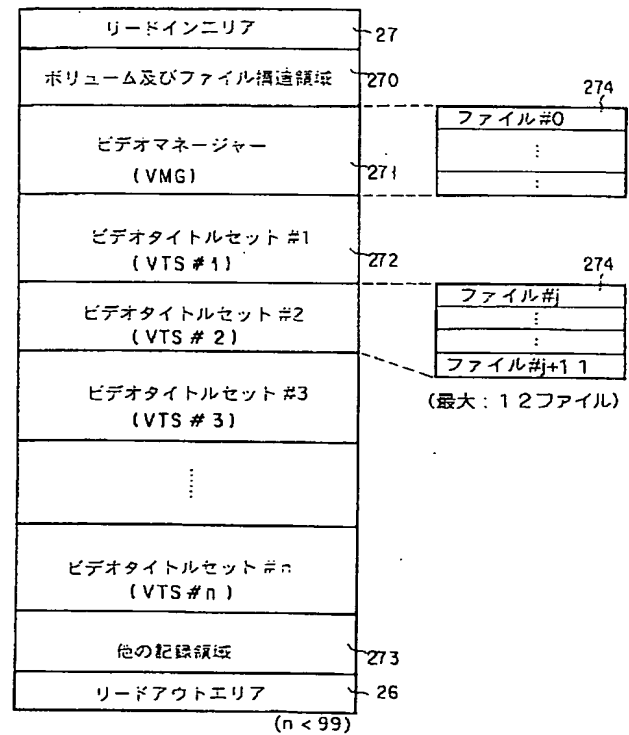 リードインエリア
27
ボリューム及びファイル構造領域
270
ビデオマネージャー
(VMG)
271
274
ファイル#0
ビデオタイトルセット #1
(VTS #1)
272
ビデオタイトルセット #2
(VTS # 2)
274
ファイル#j
ファイル#j+11
(最大:12ファイル)
ビデオタイトルセット #3
(VTS # 3)
ビデオタイトルセット #n
(VTS #n)
他の記録領域
273
リードアウトエリア
26
(n < 99)